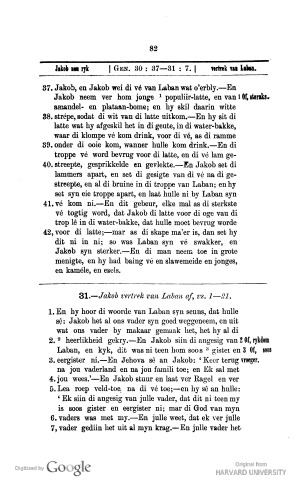 82
Jakob nou ryk | GEN. 30 : 37—31 : 7. | vertrek van Laban.
37. Jakob, en Jakob wei di vé van Laban wat o'erbly.—En
Jakob neem ver hom jonge ¹ populiir-latte, en van 1 Of, storaks.
amandel- en plataan-bome; en hy skil daarin witte
38. strépe, sodat di wit van di latte uitkom.—En hy sit di
latte wat hy afgeskil het in di geute, in di water-bakke,
waar di klompe vé kom drink, voor di vé, as di ramme
39. onder di ooie kom, wanner hulle kom drink.—En di
troppe vé word bevrug voor di latte, en di vé lam ge-
40. streepte, gesprikkelde en gevlekte.—En Jakob set di
lammers apart, en set di gesigte van di vé na di ge-
streepte, en al di bruine in di troppe van Laban; en hy
set syn eie troppe apart, en laat hulle ni by Laban syn
41. vé kom ni.—En dit gebeur, elke mal as di sterkste
vé togtig word, dat Jakob di latte voor di oge van di
trop lê in di water-bakke, dat hulle moet bevrug worde
42. voor di latte;—mar as di skape ma'er is, dan set hy
dit ni in ni; so was Laban syn vé swakker, en
Jakob syn sterker.—En di man neem toe in grote
menigte, en hy had baing vé en slawemeide en jonges,
en kaméle, en esels.
31.—Jakob vertrek van Laban af, vs. 1—21.
1. En hy hoor di woorde van Laban syn seuns, dat hulle
sê: Jakob het al ons vader syn goed weggeneem, en uit
wat ons vader by makaar gemaak het, het hy al di
2. ² heerlikheid gekry.—En Jakob siin di angesig van 2 Of, rykdom
Laban, en kyk, dit was ni teen hom soos ³ gister en 3 Of, soos
3. eergister ni.—En Jehova sê an Jakob: 'Keer terug vroeger.
na jou vaderland en na jou famili toe; en Ek sal met
4. jou wees.'—En Jakob stuur en laat ver Ragel en ver
5. Lea roep veld-toe, na di vé toe;—en hy sê an hulle:
'Ek siin di angesig van julle vader, dat dit ni teen my
is soos gister en eergister ni; mar di God van myn
6. vaders was met my.—En julle weet, dat ek ver julle
7, vader gediin het uit al myn krag.—En julle vader het
Digitized by Google
Original from
HARVARD UNIVERSITY